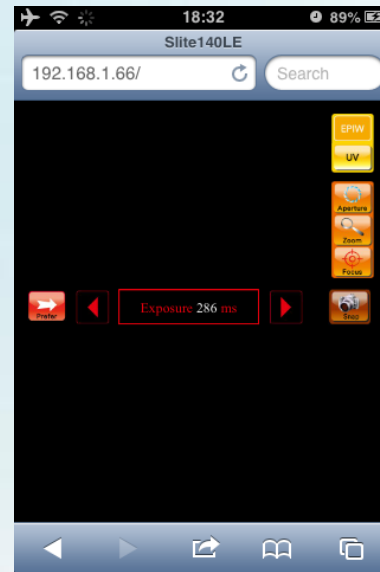 18:32
89%
Slite140LE
192.168.1.66/
Search
EPIW
UV
Aperture
Zoom
Focus
Prefer
Exposure 286 ms
Snap